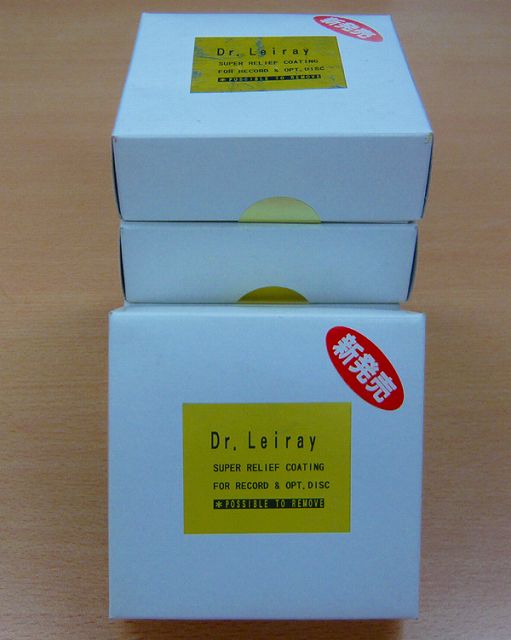 新発売
Dr. Leiray
SUPER RELIEF COATING
FOR RECORD & OPT. DISC
*POSSIBLE TO REMOVE
新発売
Dr. Leiray
SUPER RELIEF COATING
FOR RECORD & OPT. DISC
*POSSIBLE TO REMOVE